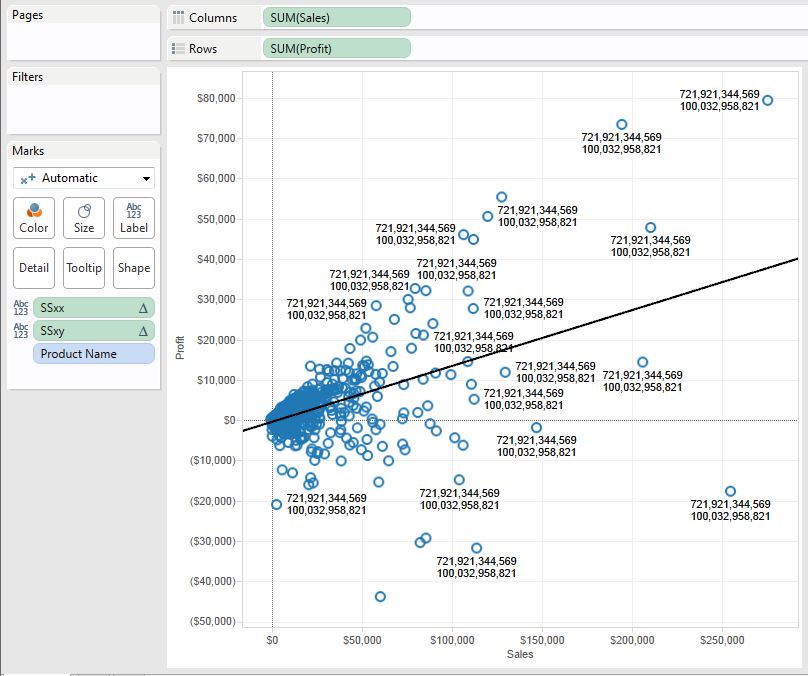 Pages
Columns
SUM(Sales)
Rows
SUM(Profit)
Filters
Marks
Automatic
Color
Size
Abc
123
Label
Detail
Tooltip
Shape
Abc
123
SSxx
Δ
Abc
123
SSxy
Δ
Product Name
Profit
$80,000
$70,000
$60,000
$50,000
$40,000
$30,000
$20,000
$10,000
$0
($10,000)
($20,000)
($30,000)
($40,000)
($50,000)
721,921,344,569
100,032,958,821
721,921,344,569
100,032,958,821
721,921,344,569
100,032,958,821
721,921,344,569
100,032,958,821
721,921,344,569
100,032,958,821
721,921,344,569
100,032,958,821
721,921,344,569
100,032,958,821
721,921,344,569
100,032,958,821
721,921,344,569
100,032,958,821
721,921,344,569
100,032,958,821
721,921,344,569
100,032,958,821
721,921,344,569
100,032,958,821
721,921,344,569
100,032,958,821
721,921,344,569
100,032,958,821
721,921,344,569
100,032,958,821
721,921,344,569
100,032,958,821
721,921,344,569
100,032,958,821
721,921,344,569
100,032,958,821
$0
$50,000
$100,000
$150,000
$200,000
$250,000
Sales